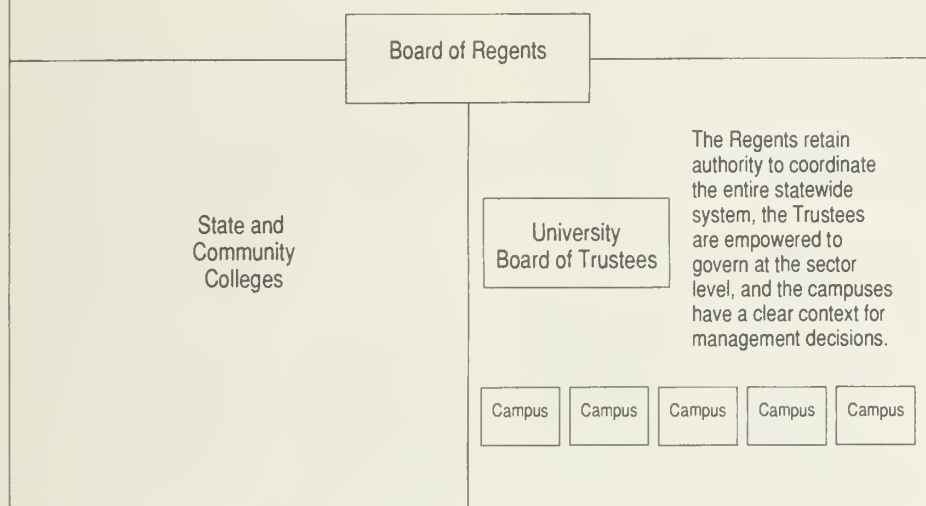 Board of Regents
State and
Community
Colleges
University
Board of Trustees
The Regents retain
authority to coordinate
the entire statewide
system, the Trustees
are empowered to
govern at the sector
level, and the campuses
have a clear context for
management decisions.
Campus
Campus
Campus
Campus
Campus